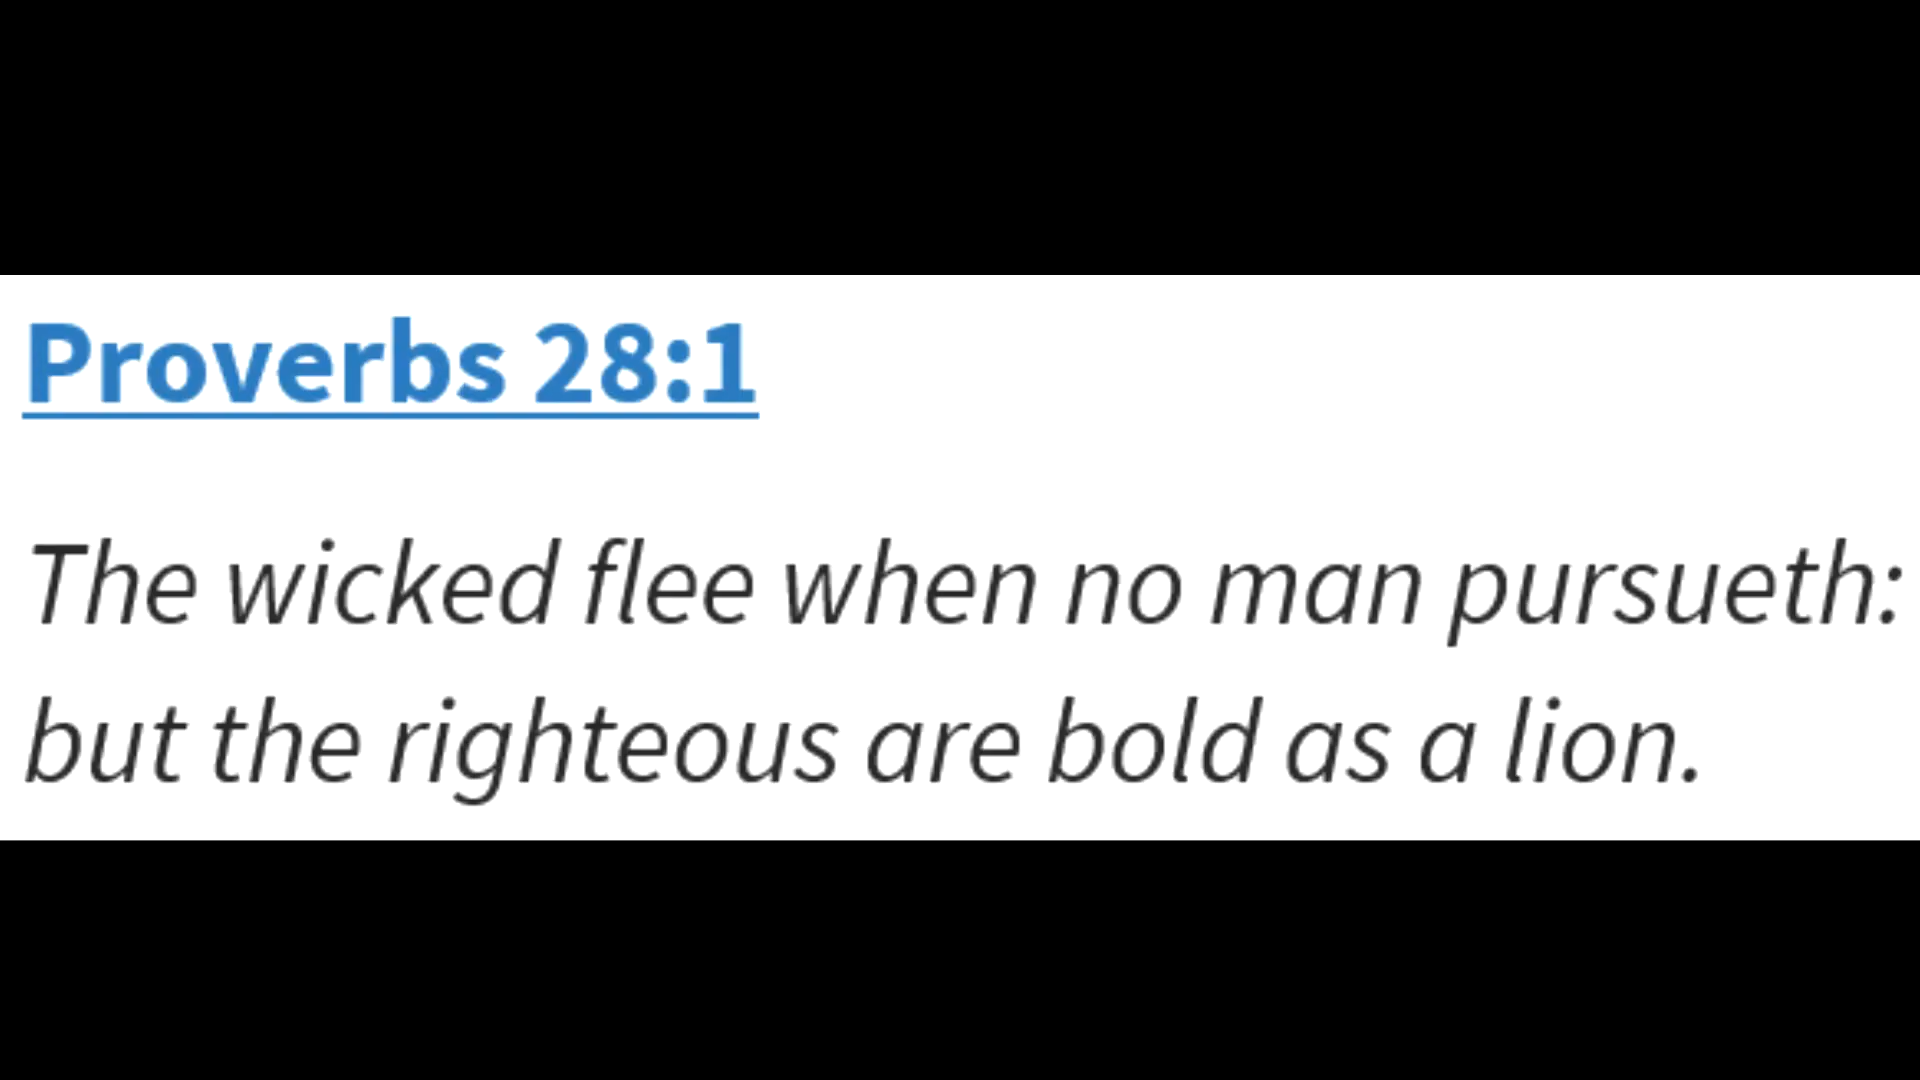 Proverbs 28:1
The wicked flee when no man pursueth:
but the righteous are bold as a lion.